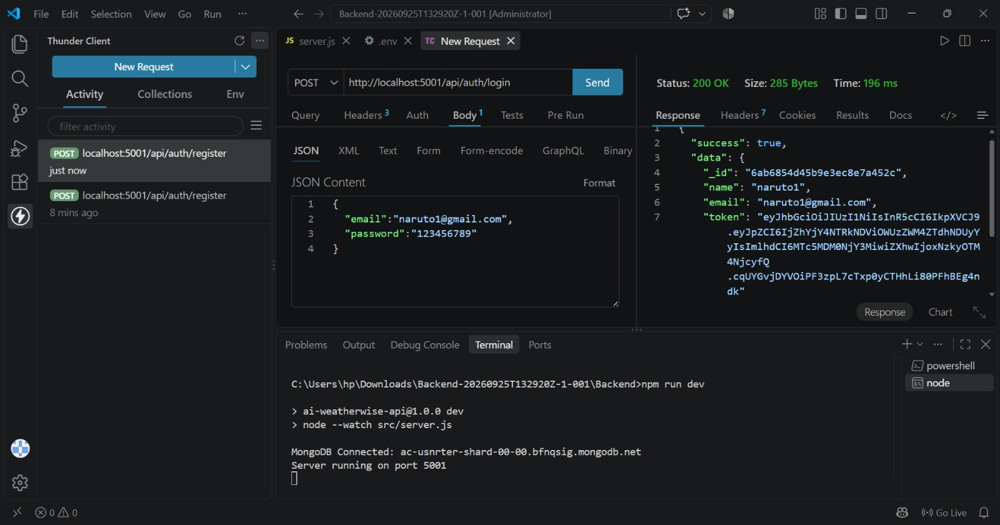 File Edit Selection View Go Run ···
Backend-20260925T132920Z-1-001 [Administrator]
Thunder Client
New Request
Activity Collections Env
filter activity
POST localhost:5001/api/auth/register
just now
POST localhost:5001/api/auth/register
8 mins ago
JS server.js
.env
TC New Request
POST http://localhost:5001/api/auth/login Send
Query Headers 3 Auth Body 1 Tests Pre Run
JSON XML Text Form Form-encode GraphQL Binary
JSON Content Format
1 {
2 "email":"naruto1@gmail.com",
3 "password":"123456789"
4 }
Status: 200 OK Size: 285 Bytes Time: 196 ms
Response Headers 7 Cookies Results Docs </>
1 {
2 "success": true,
3 "data": {
4 "_id": "6ab6854d45b9e3ec8e7a452c",
5 "name": "naruto1",
6 "email": "naruto1@gmail.com",
7 "token": "eyJhbGciOiJIUzI1NiIsInR5cCI6IkpXVCJ9
.eyJpZCI6IjZhYjY4NTRkNDViOWUzZWM4ZTdhNDUyY
yIsImlhdCI6MTc5MDM0NjY3MiwiZXhwIjoxNzkyOTM
4NjcyfQ
.cqUYGvjDYVOiPF3zpL7cTxp0yCTHhLi80PFhBEg4n
dk"
Response Chart
Problems Output Debug Console Terminal Ports
C:\Users\hp\Downloads\Backend-20260925T132920Z-1-001\Backend>npm run dev
> ai-weatherwise-api@1.0.0 dev
> node --watch src/server.js
MongoDB Connected: ac-usnrter-shard-00-00.bfnqsig.mongodb.net
Server running on port 5001
powershell
node
0 0
Go Live